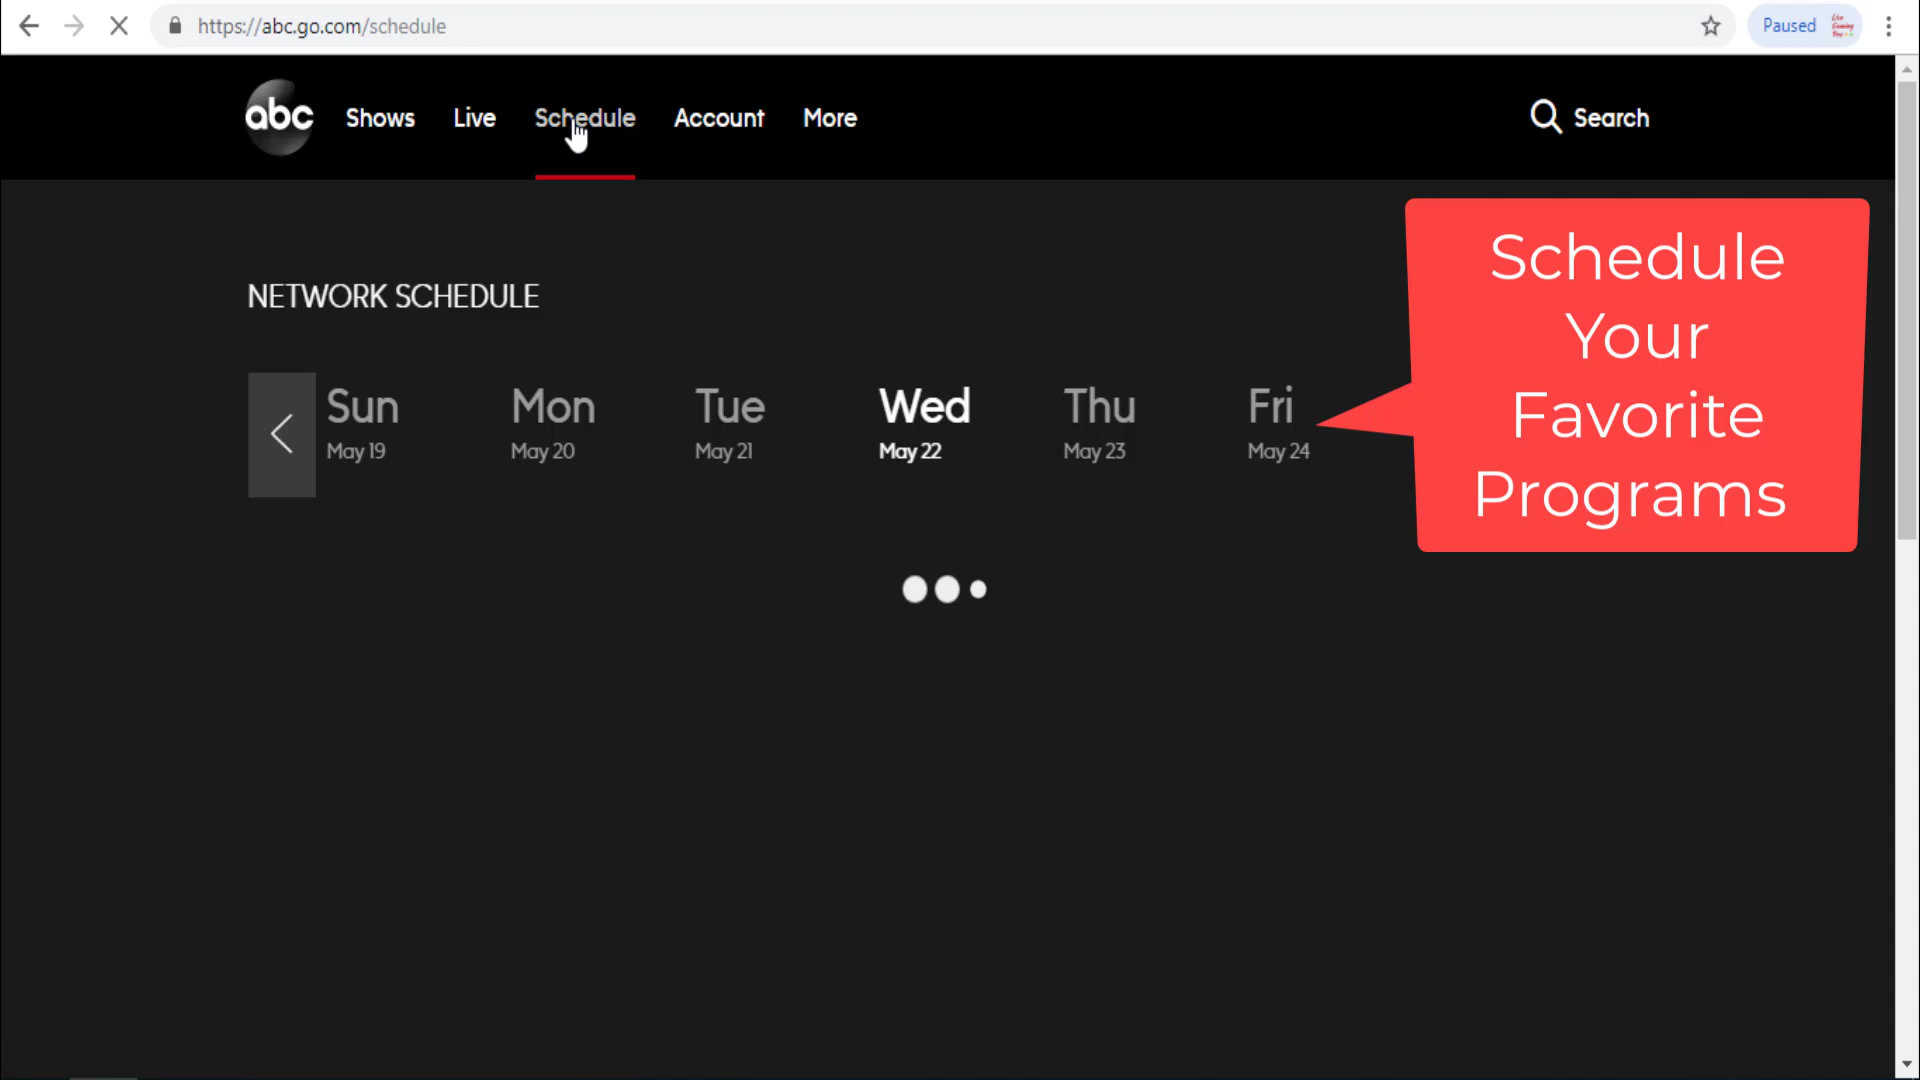 https://abc.go.com/schedule
Paused
abc Shows Live Schedule Account More Search
NETWORK SCHEDULE
Sun Mon Tue Wed Thu Fri
May 19 May 20 May 21 May 22 May 23 May 24
Schedule
Your
Favorite
Programs